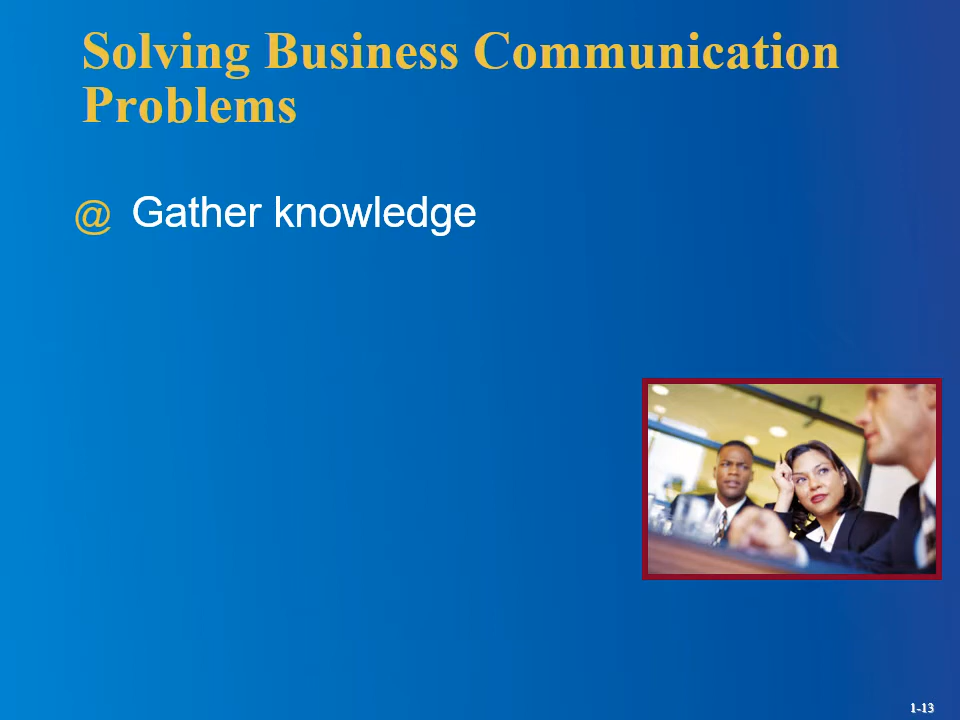 Solving Business Communication
Problems
@ Gather knowledge
1-13